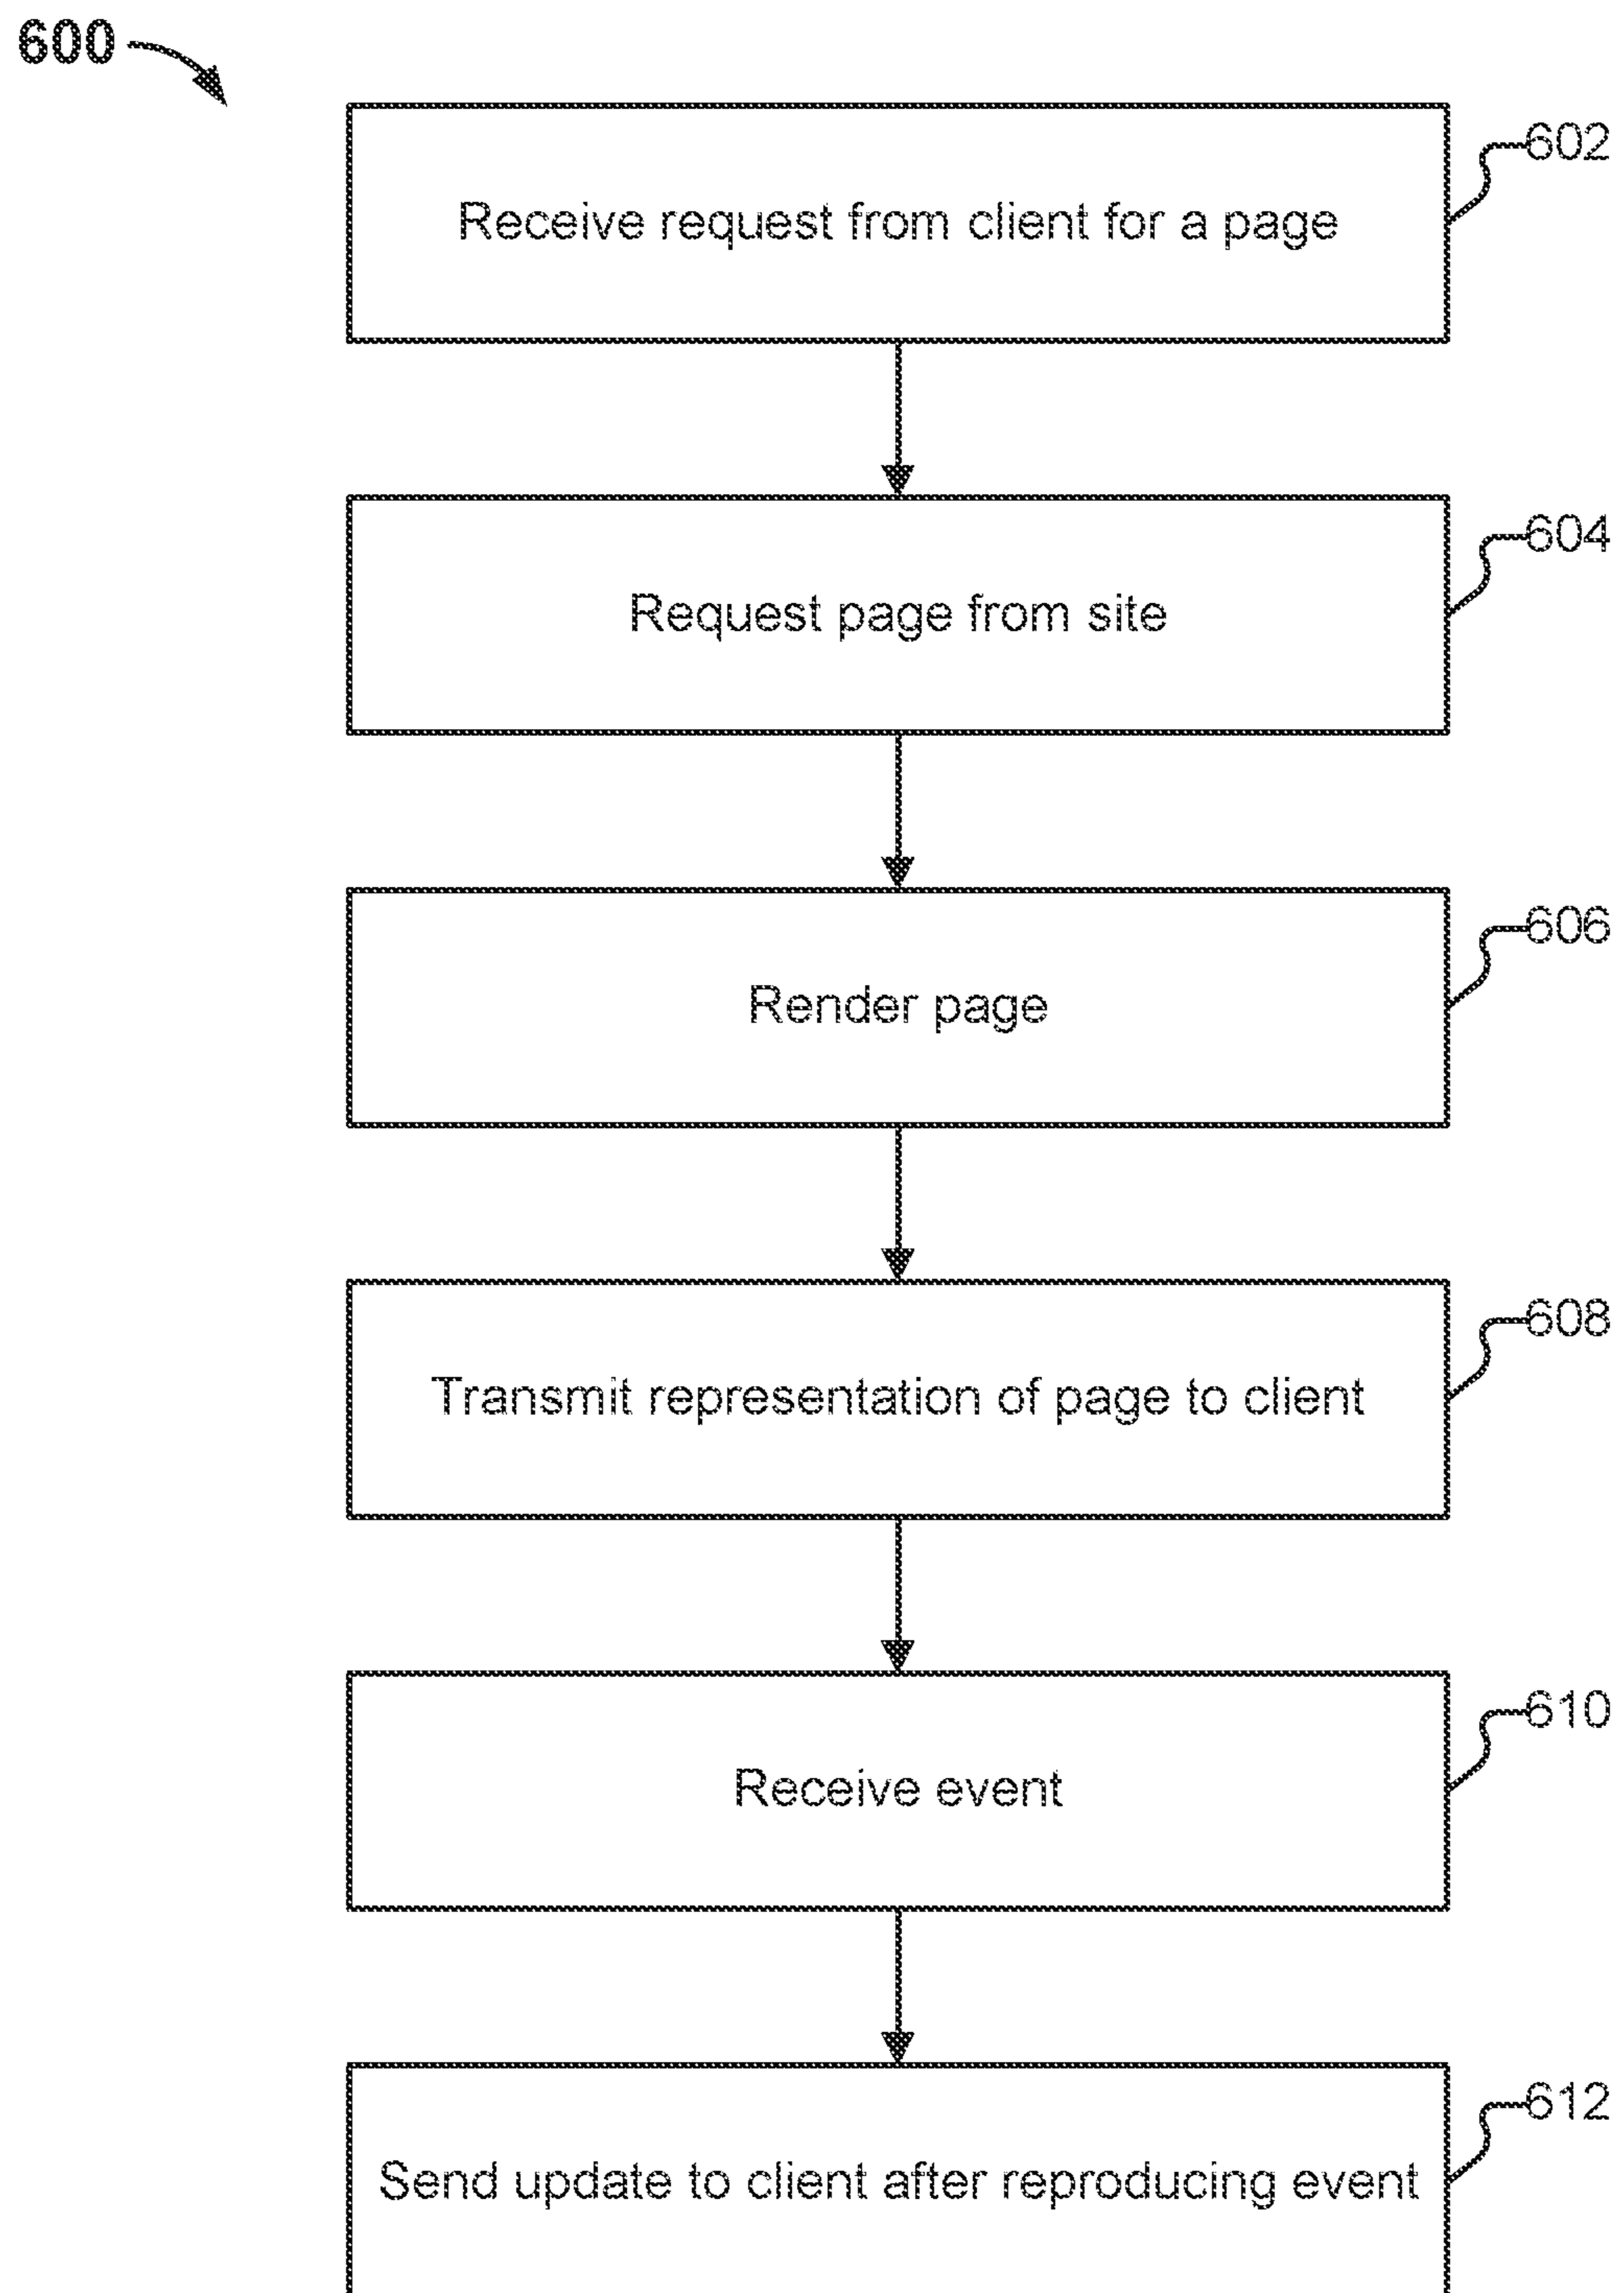 600
602
Receive request from client for a page
604
Request page from site
606
Render page
608
Transmit representation of page to client
610
Receive event
612
Send update to client after reproducing event